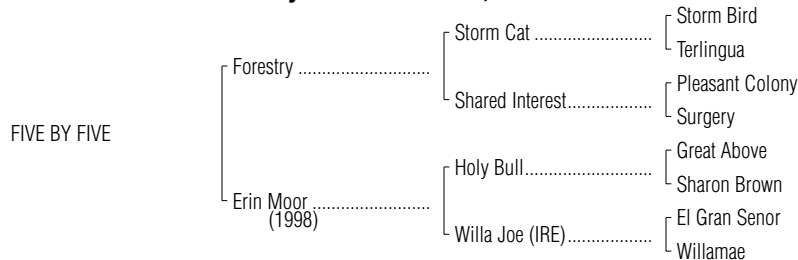 Storm Bird
Storm Cat ........................
Terlingua
Forestry ...........................
Pleasant Colony
Shared Interest.................
Surgery
FIVE BY FIVE
Great Above
Holy Bull..........................
Sharon Brown
Erin Moor ........................
(1998)
El Gran Senor
Willa Joe (IRE).................
Willamae